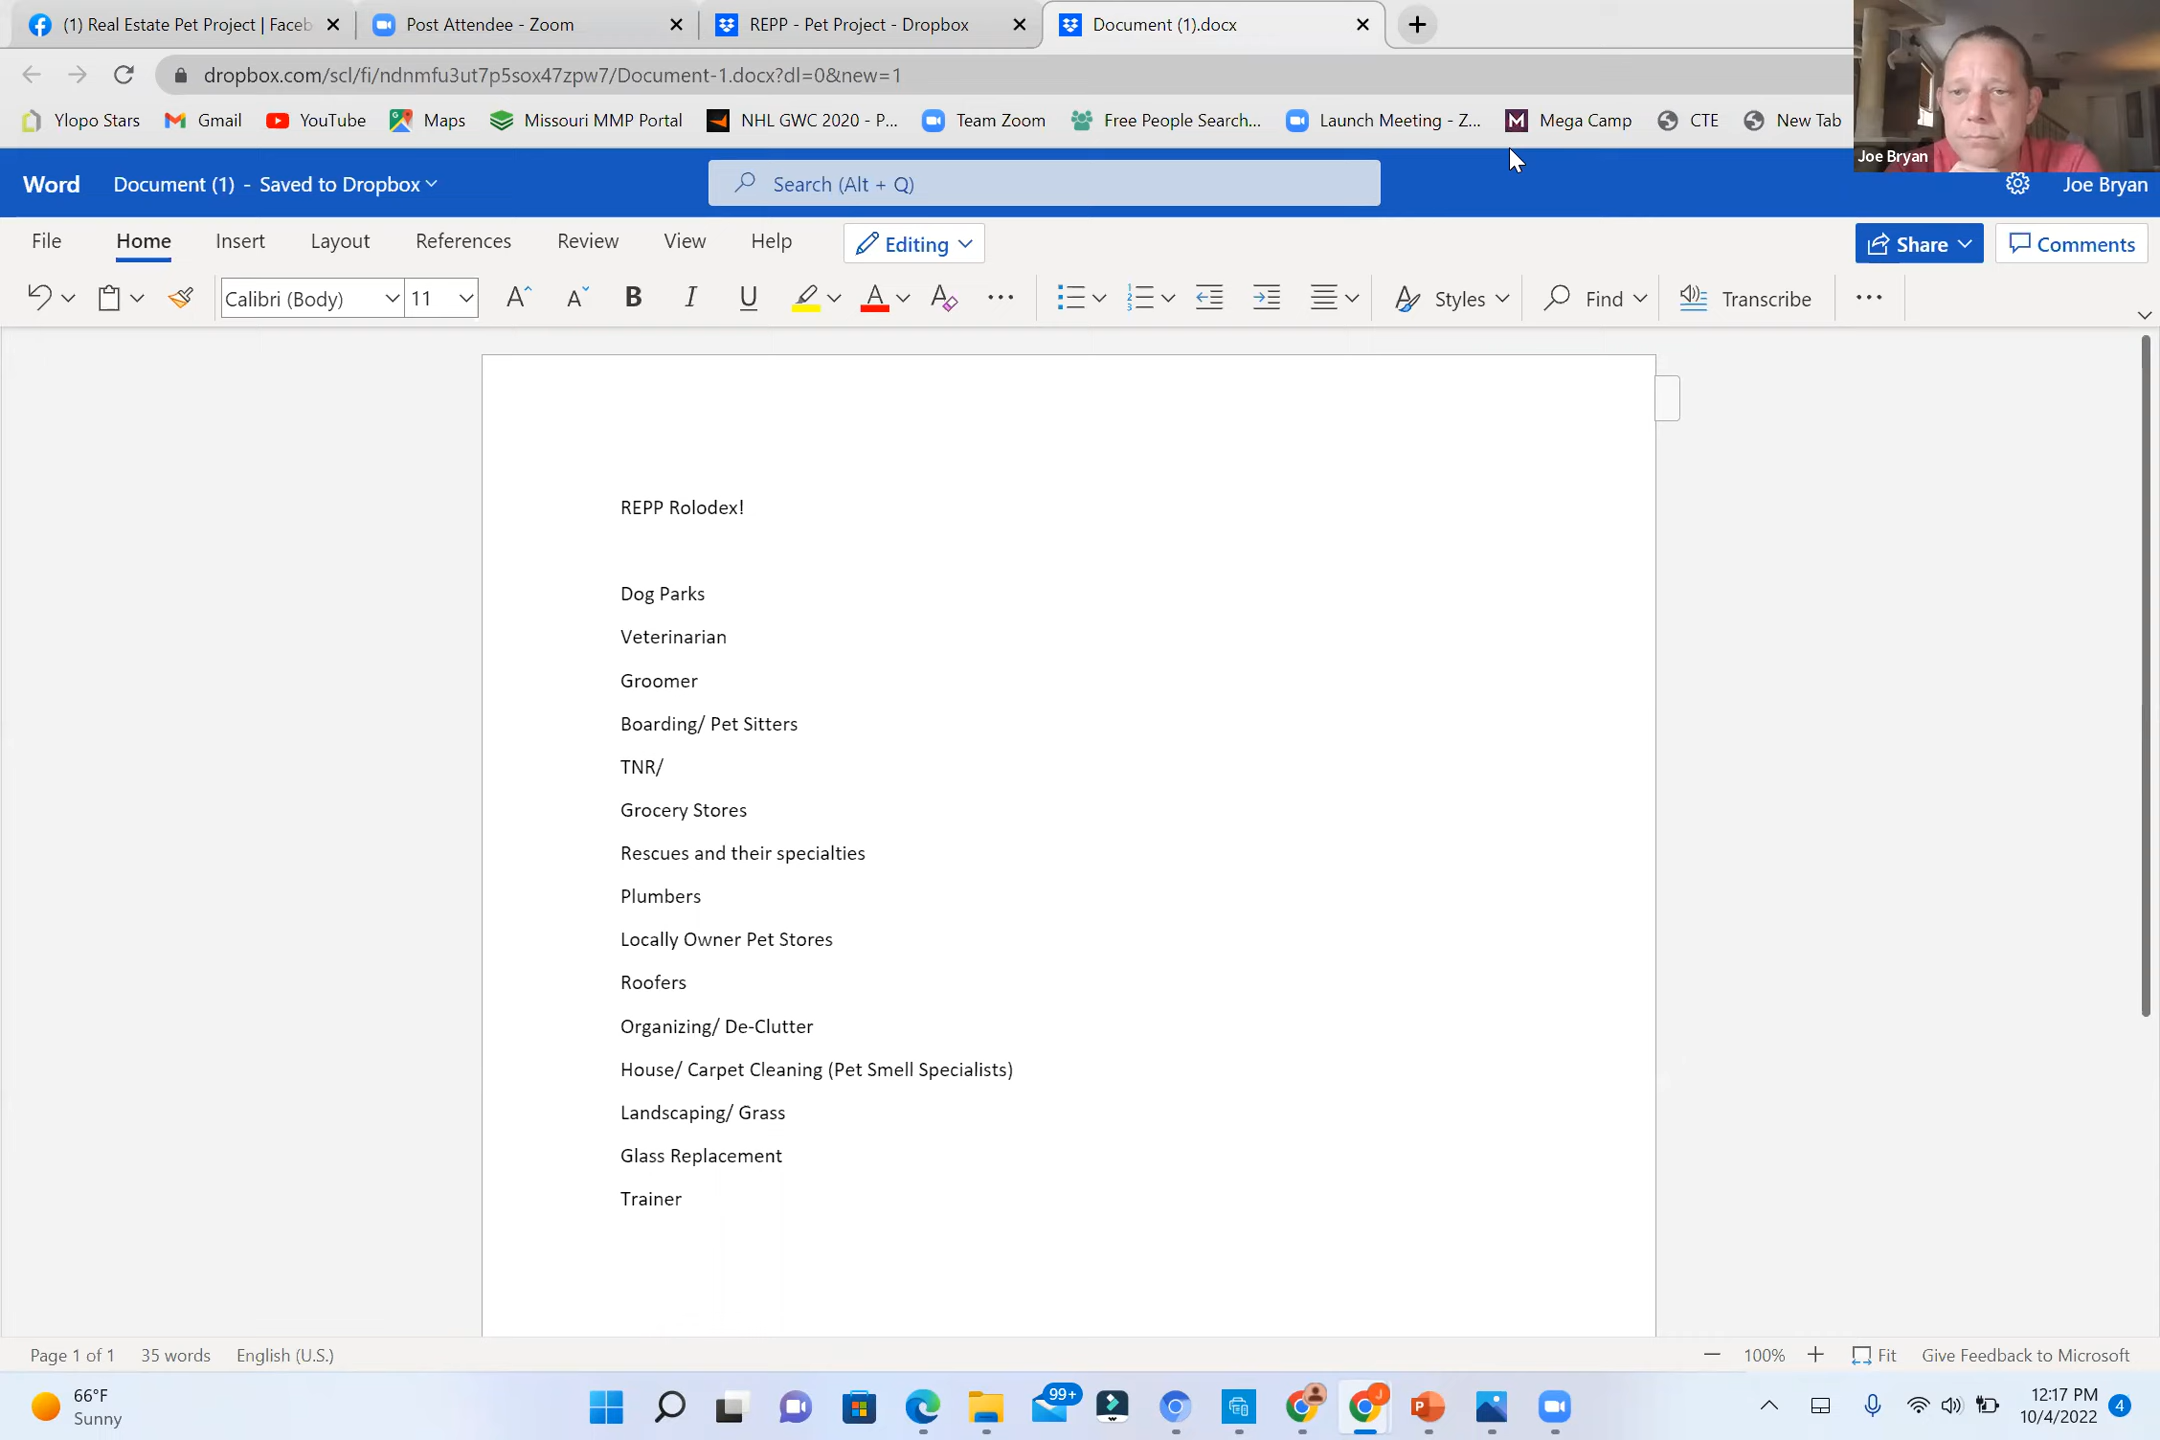 (1) Real Estate Pet Project | Faceb
Post Attendee - Zoom
REPP - Pet Project - Dropbox
Document (1).docx
dropbox.com/scl/fi/ndnmfu3ut7p5sox47zpw7/Document-1.docx?dl=0&new=1
Ylopo Stars
Gmail
YouTube
Maps
Missouri MMP Portal
NHL GWC 2020 - P...
Team Zoom
Free People Search...
Launch Meeting - Z...
Mega Camp
CTE
New Tab
Joe Bryan
Word
Document (1) - Saved to Dropbox
Search (Alt + Q)
Joe Bryan
File
Home
Insert
Layout
References
Review
View
Help
Editing
Share
Comments
Calibri (Body)
11
Styles
Find
Transcribe
REPP Rolodex!
Dog Parks
Veterinarian
Groomer
Boarding/ Pet Sitters
TNR/
Grocery Stores
Rescues and their specialties
Plumbers
Locally Owner Pet Stores
Roofers
Organizing/ De-Clutter
House/ Carpet Cleaning (Pet Smell Specialists)
Landscaping/ Grass
Glass Replacement
Trainer
Page 1 of 1
35 words
English (U.S.)
100%
Fit
Give Feedback to Microsoft
66°F
Sunny
99+
J
12:17 PM
10/4/2022
4